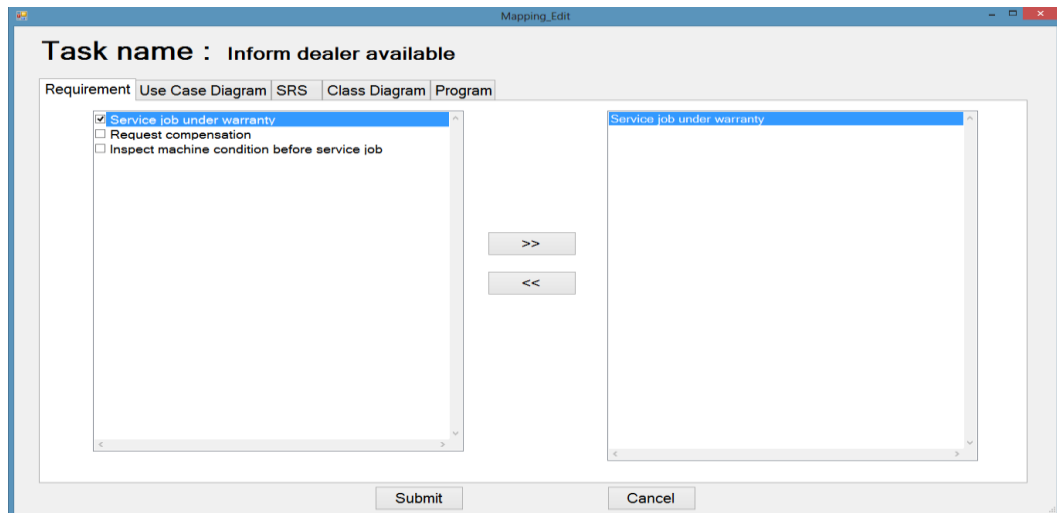 Mapping_Edit
Task name : Inform dealer available
Requirement Use Case Diagram SRS Class Diagram Program
Service job under warranty
Request compensation
Inspect machine condition before service job
Service job under warranty
>>
<<
Submit Cancel